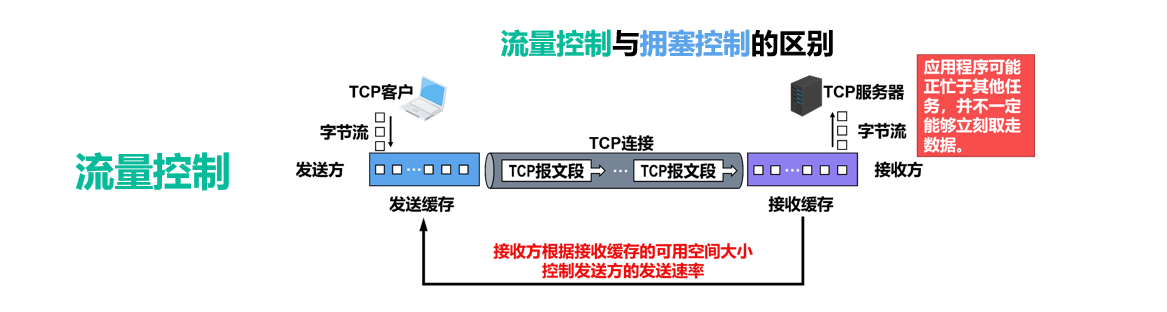 流量控制与拥塞控制的区别
TCP客户
TCP服务器
应用程序可能
正忙于其他任
务，并不一定
能够立刻取走
数据。
字节流
字节流
TCP连接
流量控制
发送方
…
TCP报文段
…
TCP报文段
…
接收方
发送缓存
接收缓存
接收方根据接收缓存的可用空间大小
控制发送方的发送速率